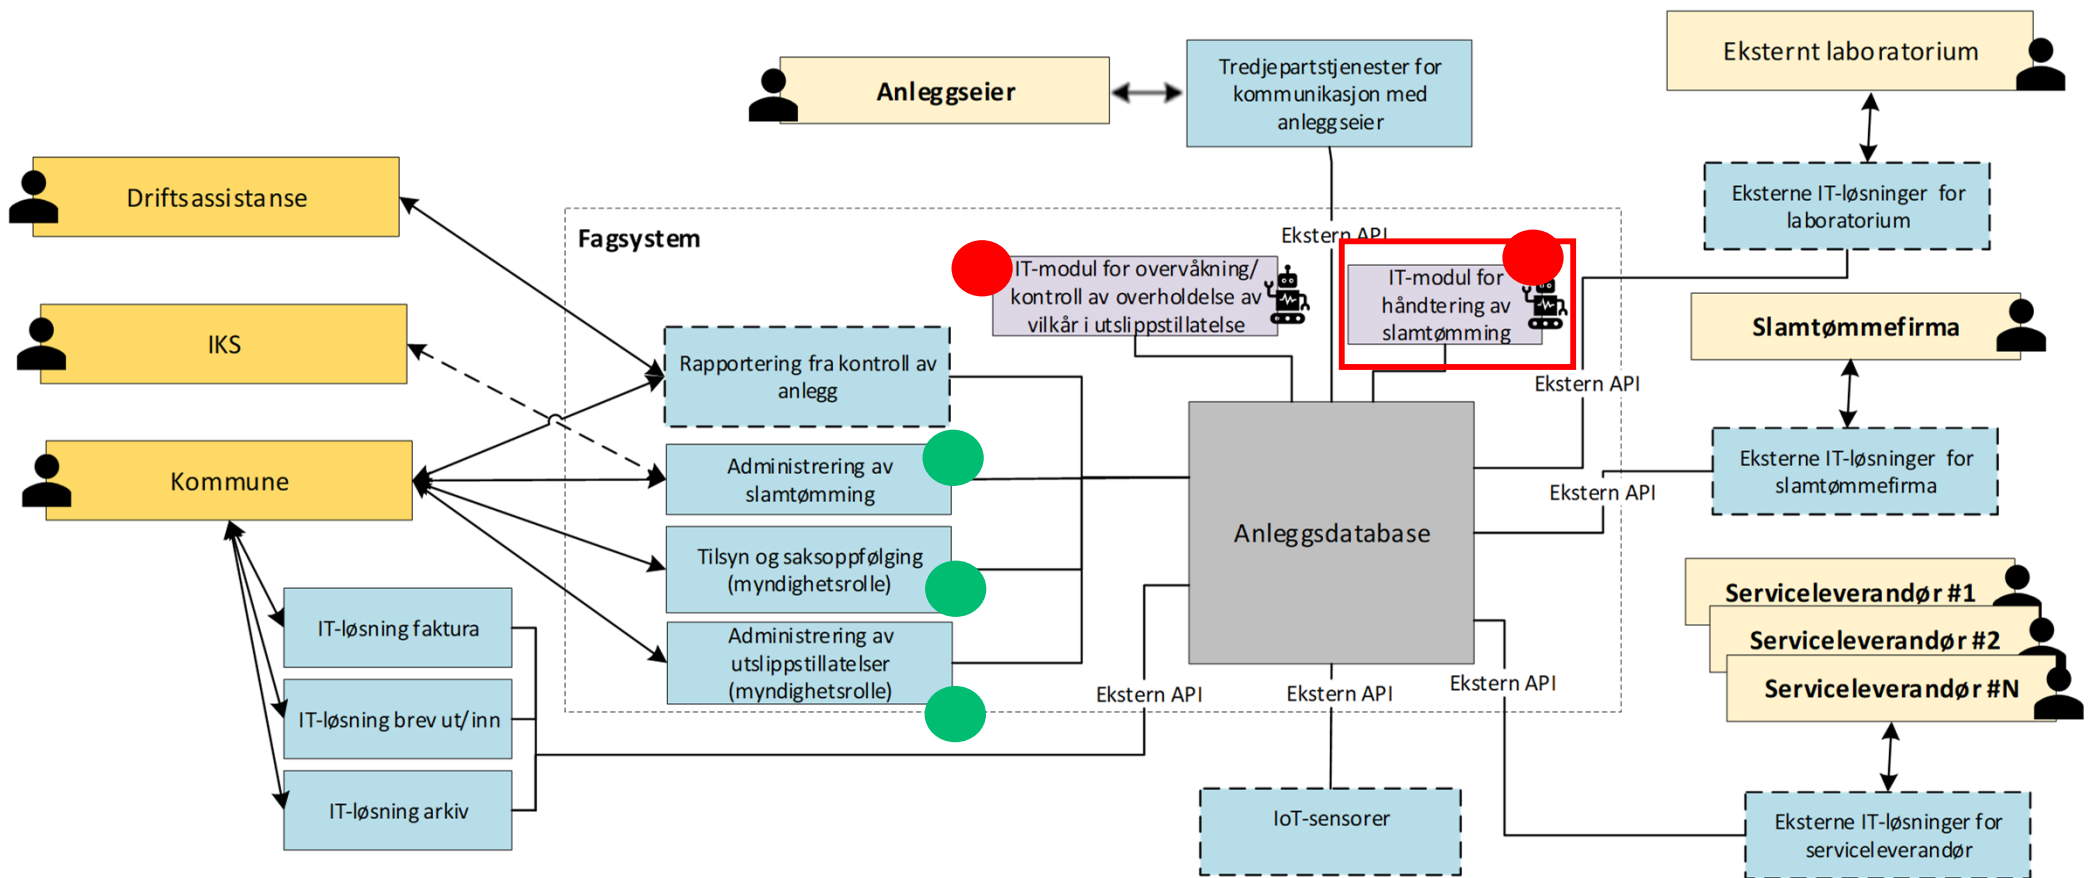 Eksternt laboratorium
Anleggseier
Tredjepartstjenester for
kommunikasjon med
anleggseier
Driftsassistanse
Eksterne IT-løsninger for
laboratorium
Fagsystem
Ekstern API
IT-modul for overvåkning/
kontroll av overholdelse av
vilkår i utslippstillatelse
IT-modul for
håndtering av
slamtømming
Slamtømmefirma
IKS
Rapportering fra kontroll av
anlegg
Ekstern API
Kommune
Administrering av
slamtømming
Eksterne IT-løsninger for
slamtømmefirma
Ekstern API
Anleggsdatabase
Tilsyn og saksoppfølging
(myndighetsrolle)
Serviceleverandør #1
Serviceleverandør #2
Serviceleverandør #N
IT-løsning faktura
Administrering av
utslippstillatelser
(myndighetsrolle)
Ekstern API
Ekstern API
Ekstern API
IT-løsning brev ut/inn
IT-løsning arkiv
IoT-sensorer
Eksterne IT-løsninger for
serviceleverandør